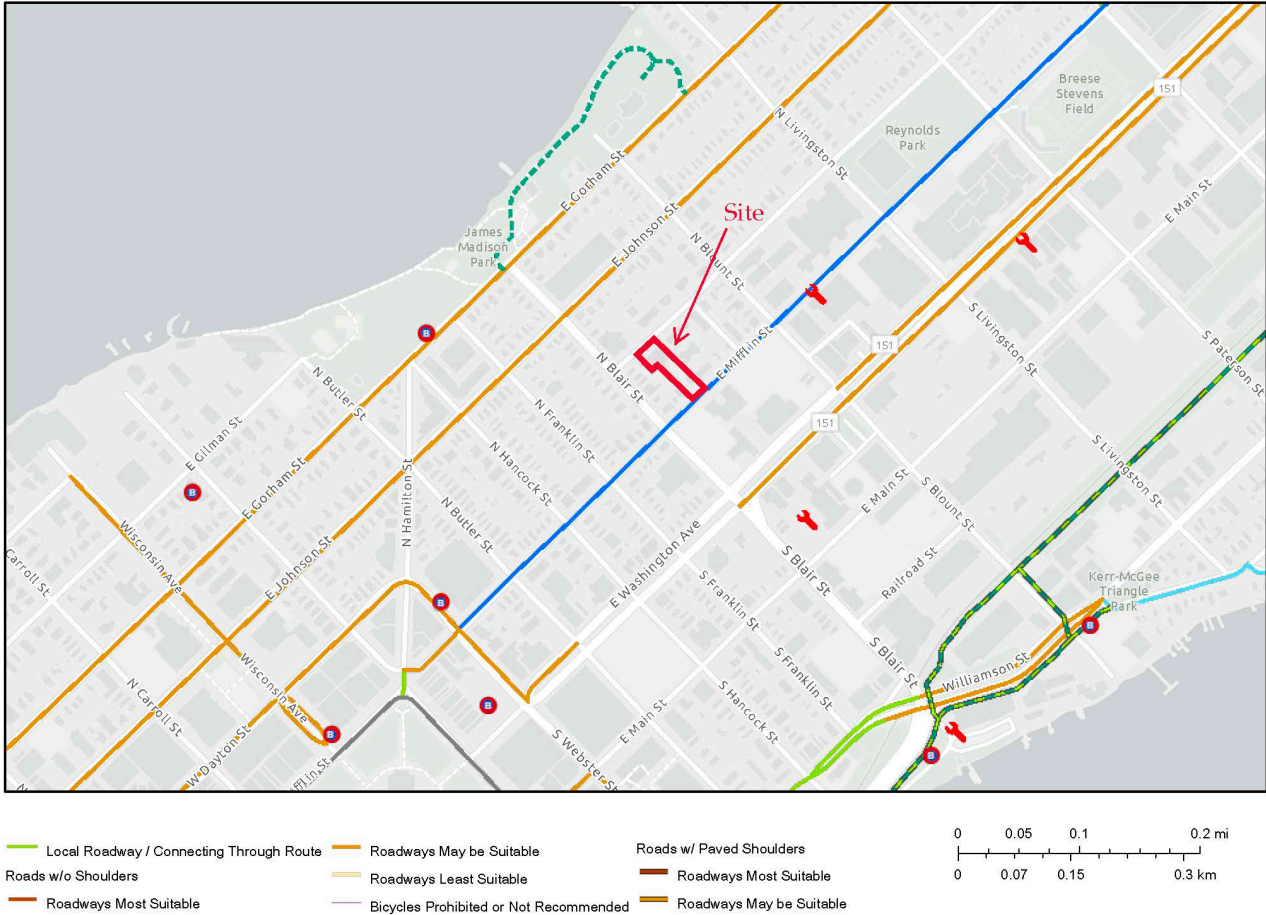 Breese
Stevens
Field
151
N Livingston St
Reynolds
Park
E Gorham St
E Main St
Site
James
Madison
Park
E Johnson St
N Blount St
S Livingston St
E Mifflin St
151
S Paterson St
B
N Butler St
N Blair St
151
N Franklin St
E Gilman St
N Hancock St
S Livingston St
E Gorham St
N Hamilton St
E Main St
S Blount St
B
N Butler St
Wisconsin Ave
E Washington Ave
S Blair St
Railroad St
Carroll St
E Johnson St
S Franklin St
Kerr-McGee
Triangle
Park
B
B
S Blair St
Williamson St
S Franklin St
Wisconsin Ave
N Carroll St
S Hancock St
B
E Main St
B
W Dayton St
S Webster St
B
ifflin St
N
0 0.05 0.1 0.2 mi
0 0.07 0.15 0.3 km
Local Roadway / Connecting Through Route
Roads w/o Shoulders
Roadways Most Suitable
Roadways May be Suitable
Roadways Least Suitable
Bicycles Prohibited or Not Recommended
Roads w/ Paved Shoulders
Roadways Most Suitable
Roadways May be Suitable